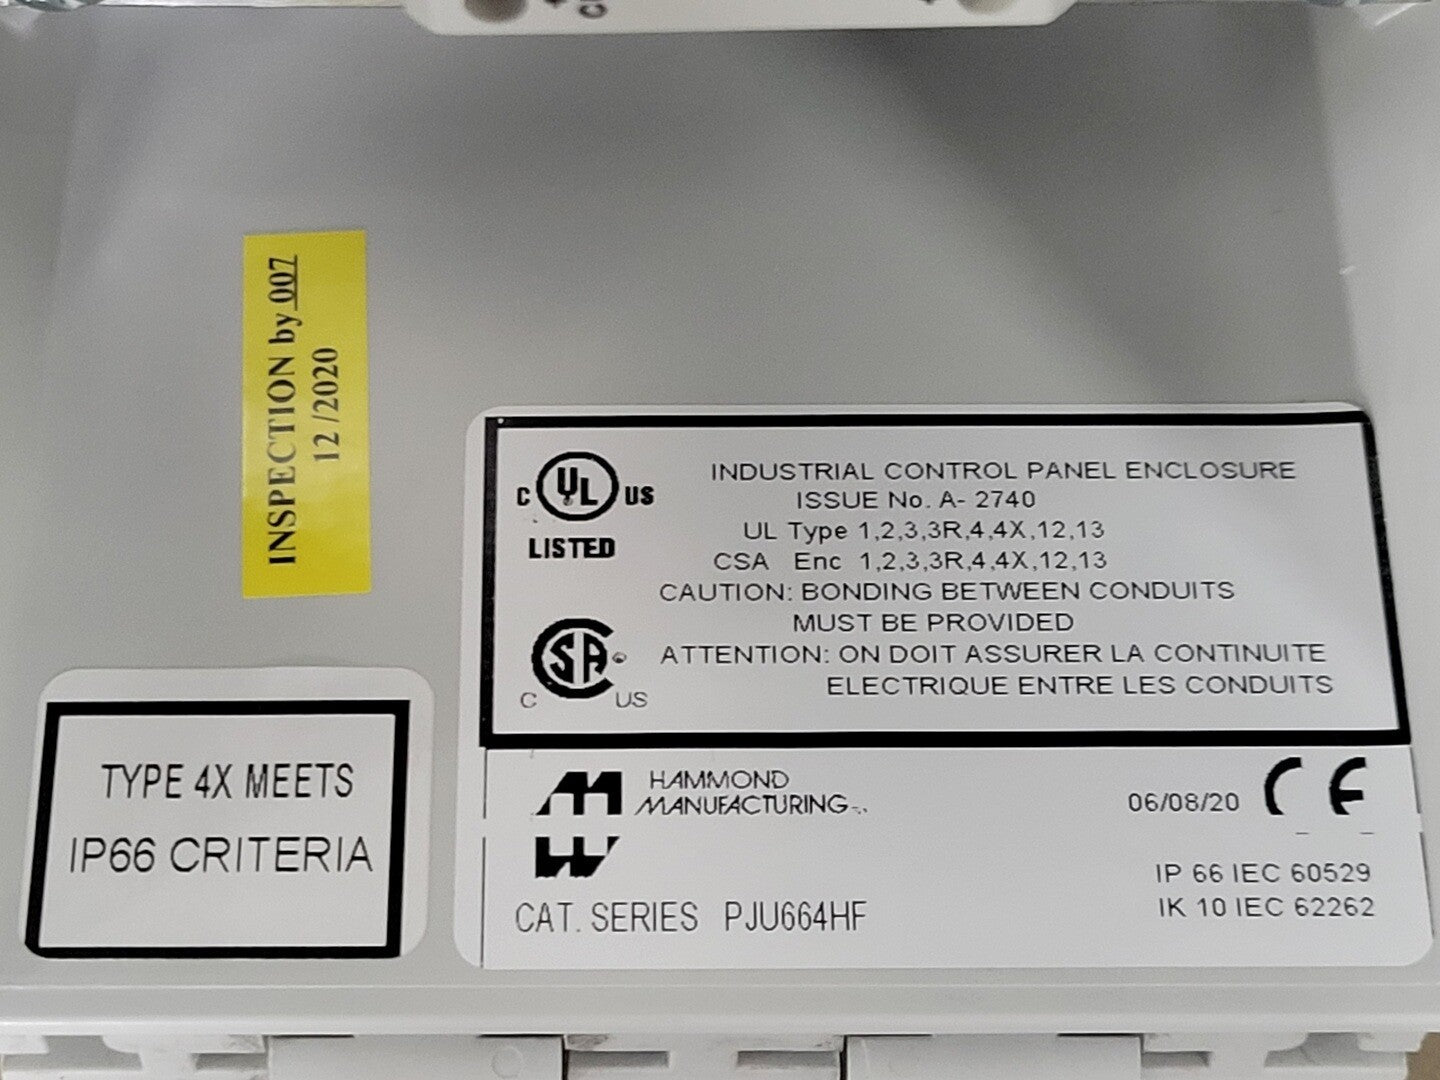 INSPECTION by 007
12 /2020
C UL US
LISTED
INDUSTRIAL CONTROL PANEL ENCLOSURE
ISSUE No. A- 2740
UL Type 1,2,3,3R,4,4X,12,13
CSA Enc 1,2,3,3R,4,4X,12,13
CAUTION: BONDING BETWEEN CONDUITS
MUST BE PROVIDED
ATTENTION: ON DOIT ASSURER LA CONTINUITE
ELECTRIQUE ENTRE LES CONDUITS
CSA
C US
TYPE 4X MEETS
IP66 CRITERIA
HAMMOND
MANUFACTURING
06/08/20 CE
IP 66 IEC 60529
IK 10 IEC 62262
CAT. SERIES PJU664HF